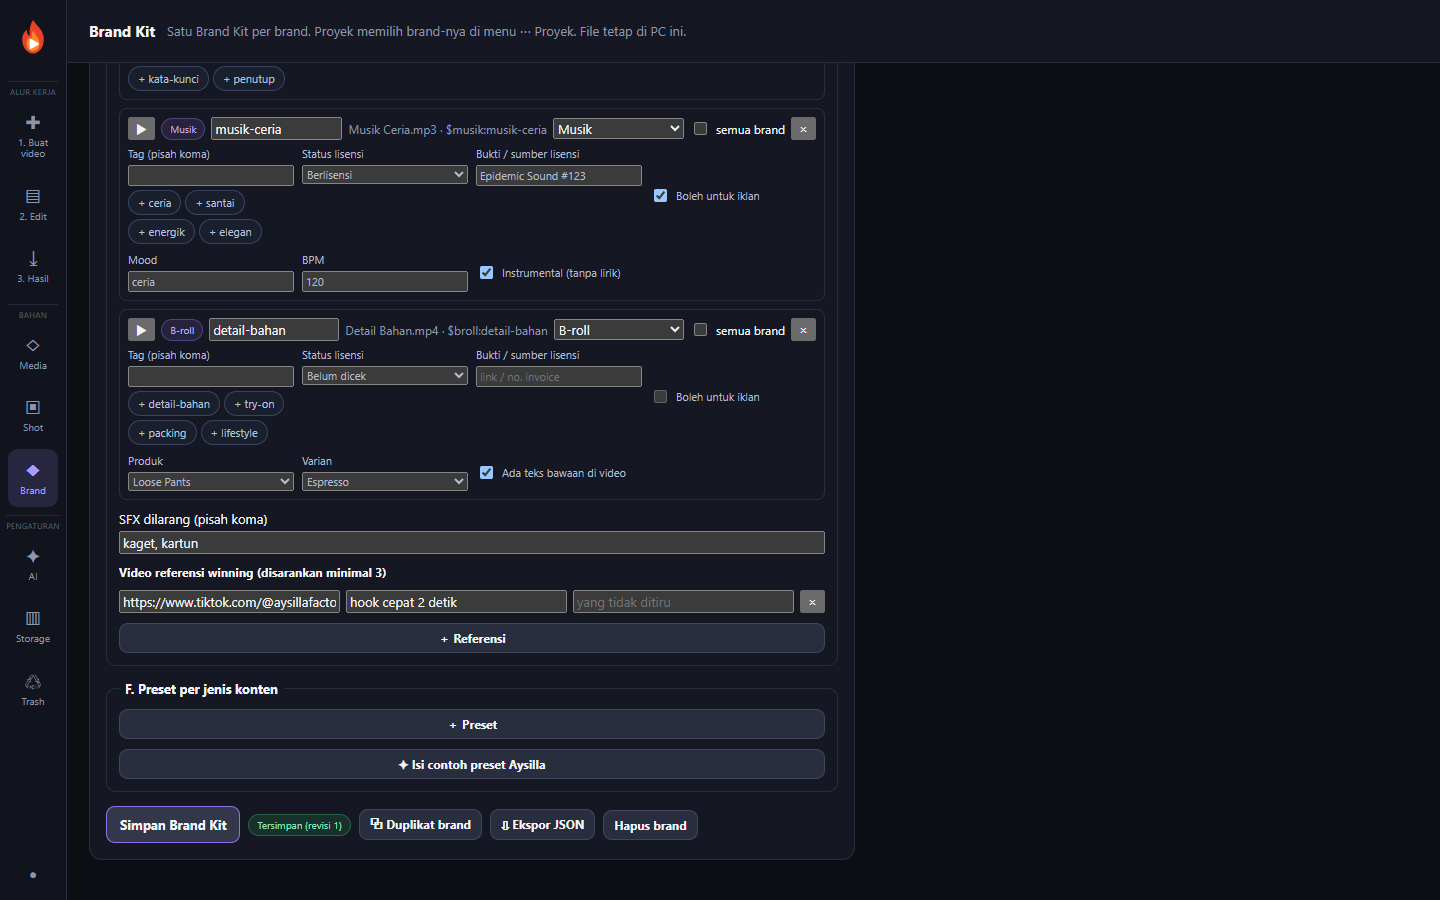 Brand Kit Satu Brand Kit per brand. Proyek memilih brand-nya di menu ··· Proyek. File tetap di PC ini.
ALUR KERJA
1. Buat
video
2. Edit
3. Hasil
BAHAN
Media
Shot
Brand
PENGATURAN
AI
Storage
Trash
+ kata-kunci + penutup
Musik musik-ceria Musik Ceria.mp3 · $musik:musik-ceria Musik semua brand ×
Tag (pisah koma) Status lisensi Bukti / sumber lisensi
Berlisensi Epidemic Sound #123
Boleh untuk iklan
+ ceria + santai
+ energik + elegan
Mood BPM
ceria 120 Instrumental (tanpa lirik)
B-roll detail-bahan Detail Bahan.mp4 · $broll:detail-bahan B-roll semua brand ×
Tag (pisah koma) Status lisensi Bukti / sumber lisensi
Belum dicek link / no. invoice
Boleh untuk iklan
+ detail-bahan + try-on
+ packing + lifestyle
Produk Varian
Loose Pants Espresso Ada teks bawaan di video
SFX dilarang (pisah koma)
kaget, kartun
Video referensi winning (disarankan minimal 3)
https://www.tiktok.com/@aysillafacto hook cepat 2 detik yang tidak ditiru ×
+ Referensi
F. Preset per jenis konten
+ Preset
✦ Isi contoh preset Aysilla
Simpan Brand Kit Tersimpan (revisi 1) Duplikat brand Ekspor JSON Hapus brand